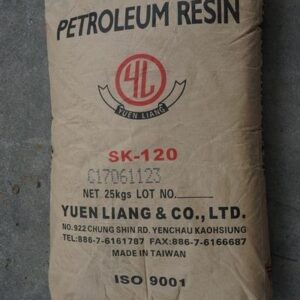 PETROLEUM RESIN
YL
YUEN LIANG
SK-120
C17061123
NET 25kgs LOT NO.
YUEN LIANG & CO., LTD.
NO.922 CHUNG SHIN RD. YENCHAU KAOHSIUNG
TEL:886-7-6161787 FAX:886-7-6166687
MADE IN TAIWAN
ISO 9001